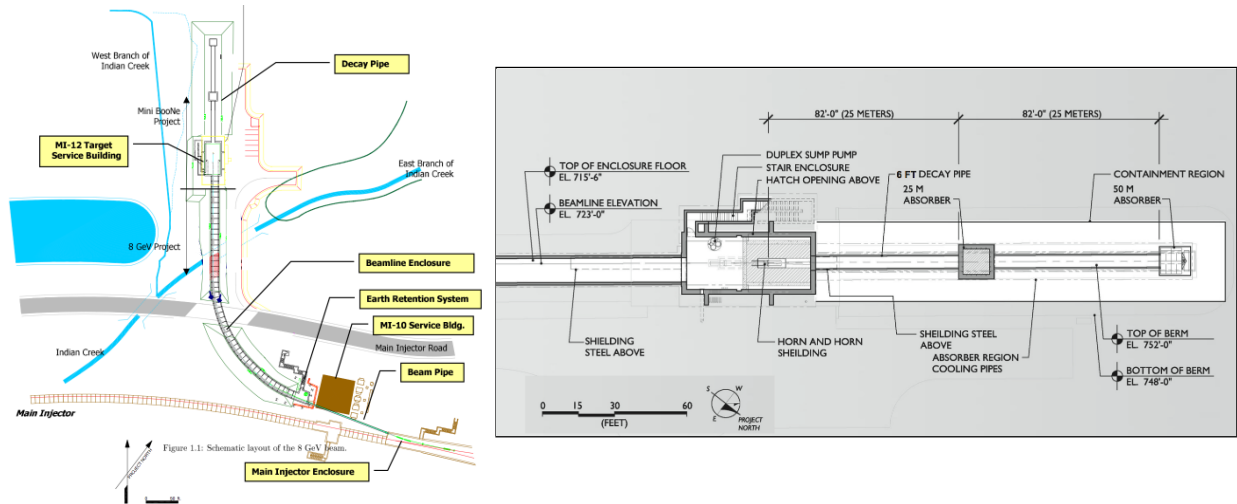 West Branch of
Indian Creek
Decay Pipe
Mini BooNe
Project
MI-12 Target
Service Building
East Branch of
Indian Creek
8 GeV Project
Beamline Enclosure
Earth Retention System
MI-10 Service Bldg.
Main Injector Road
Indian Creek
Beam Pipe
Main Injector
Figure 1.1: Schematic layout of the 8 GeV beam.
PROJECT NORTH
Main Injector Enclosure
82'-0" (25 METERS)
82'-0" (25 METERS)
DUPLEX SUMP PUMP
STAIR ENCLOSURE
HATCH OPENING ABOVE
TOP OF ENCLOSURE FLOOR
EL. 715'-6"
BEAMLINE ELEVATION
EL. 723'-0"
6 FT DECAY PIPE
25 M
ABSORBER
CONTAINMENT REGION
50 M
ABSORBER
SHIELDING
STEEL ABOVE
HORN AND HORN
SHEILDING
SHEILDING STEEL
ABOVE
ABSORBER REGION
COOLING PIPES
TOP OF BERM
EL. 752'-0"
BOTTOM OF BERM
EL. 748'-0"
0 15 30 60
(FEET)
S W
E
PROJECT
NORTH